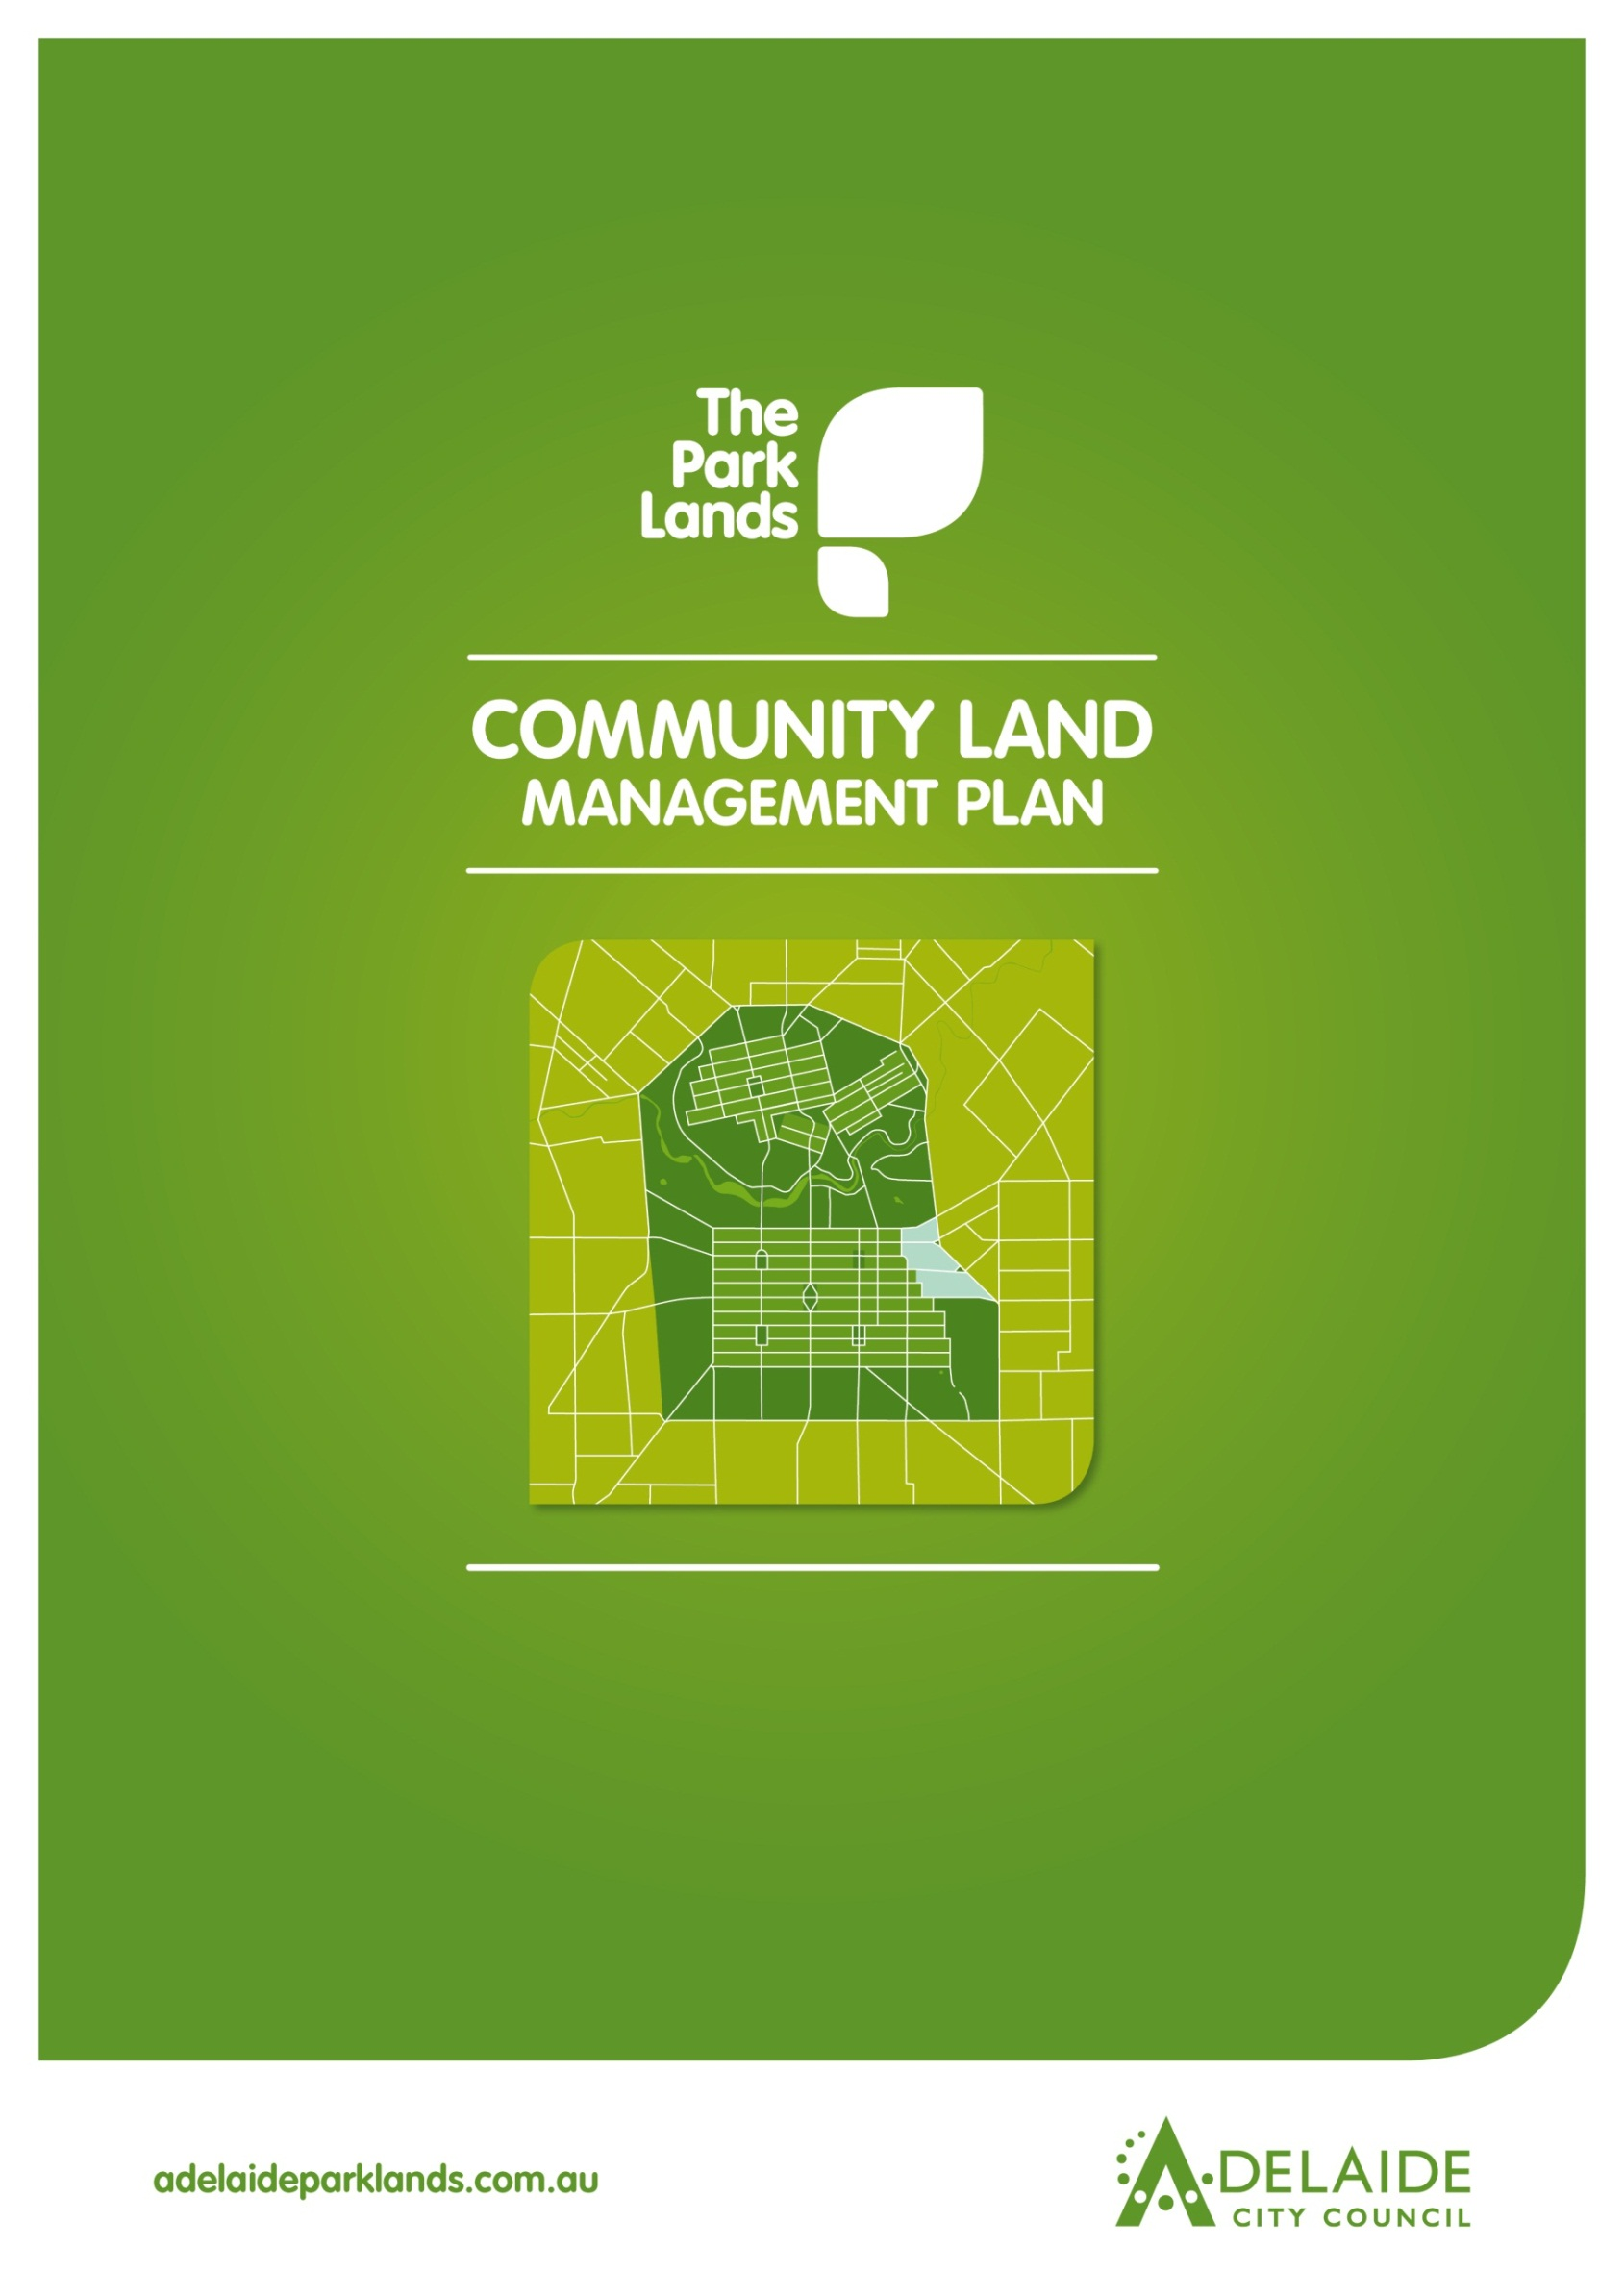 The
Park
Lands
COMMUNITY LAND
MANAGEMENT PLAN
adelaideparklands.com.au
ADELAIDE
CITY COUNCIL